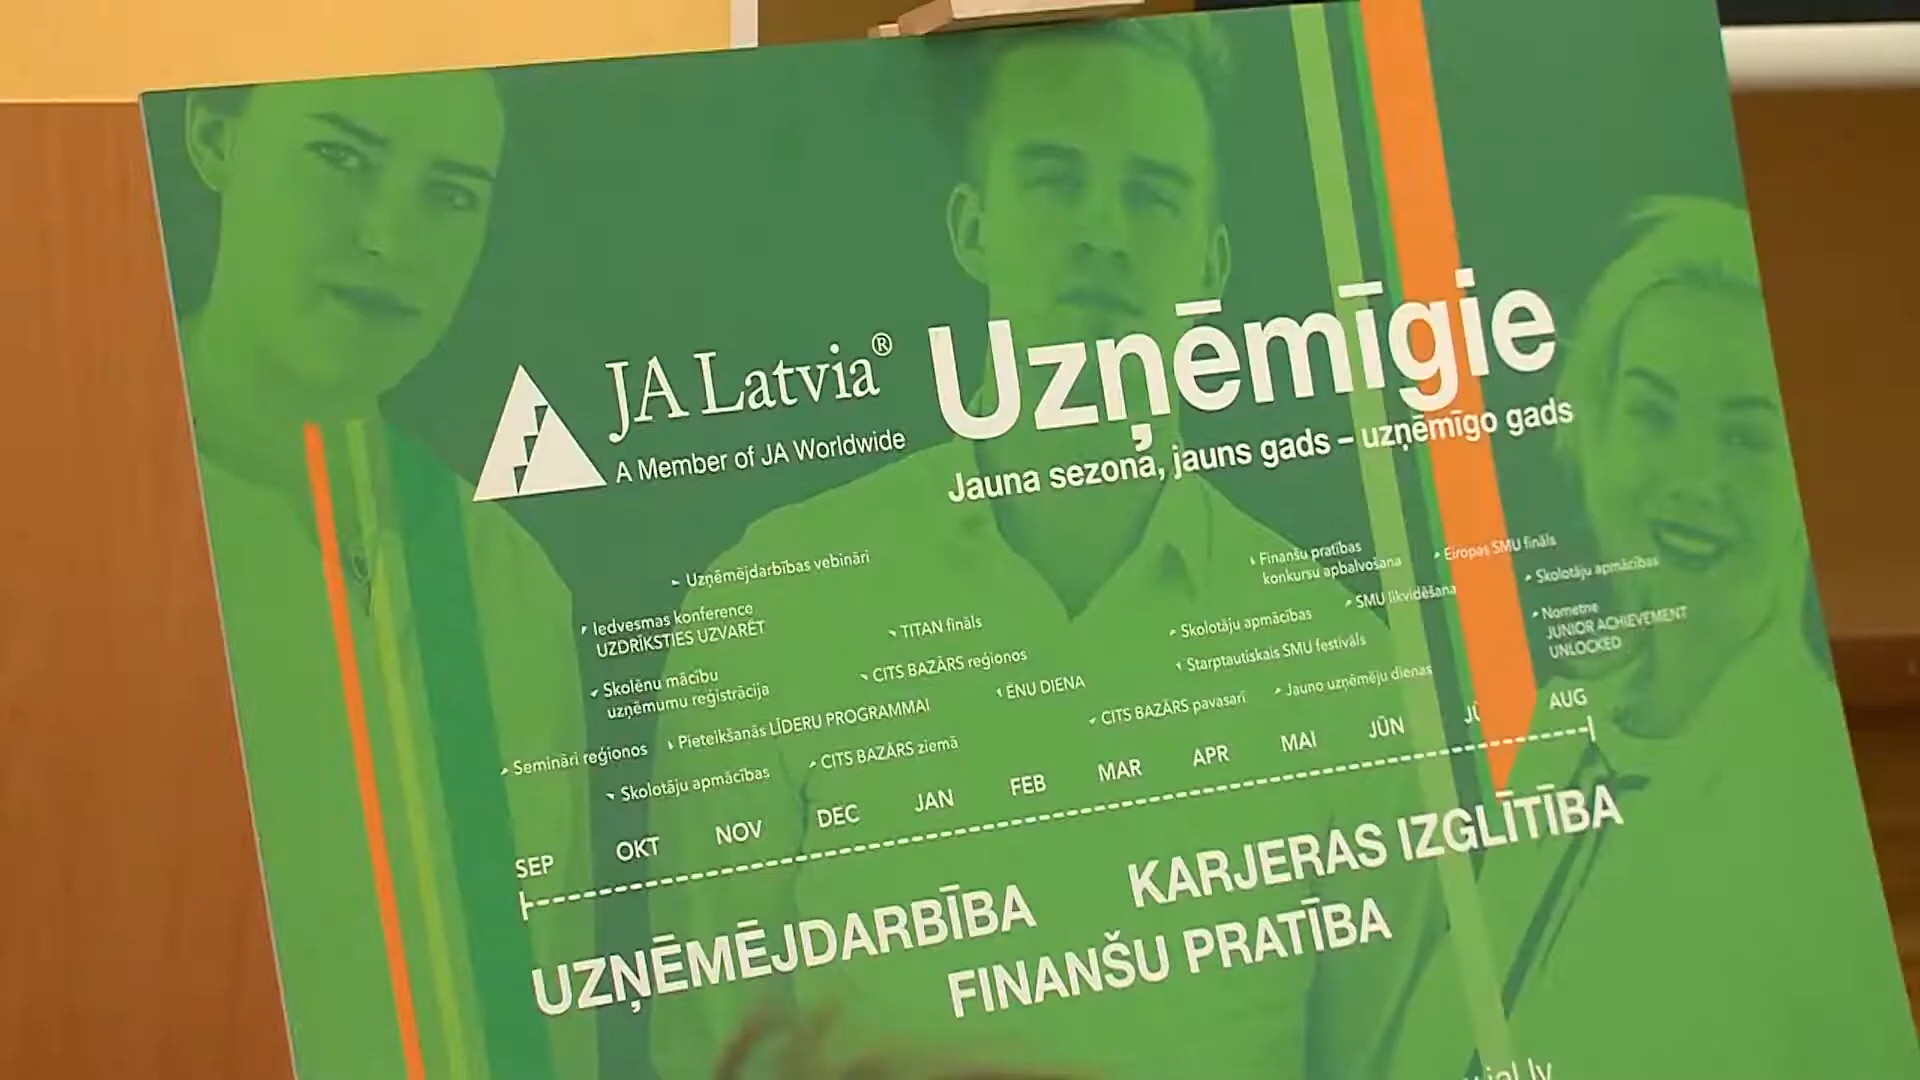 JA Latvia®
A Member of JA Worldwide
Uzņēmīgie
Jauna sezona, jauns gads – uzņēmīgo gads
Uzņēmējdarbības vebināri
Iedvesmas konference
UZDRĪKSTIES UZVARĒT
Skolēnu mācību
uzņēmumu reģistrācija
Semināri reģionos
Pieteikšanās LĪDERU PROGRAMMAI
Skolotāju apmācības
TITAN fināls
CITS BAZĀRS reģionos
CITS BAZĀRS ziemā
ĒNU DIENA
Finanšu pratības
konkursu apbalvošana
Eiropas SMU fināls
Skolotāju apmācības
SMU likvidēšana
Skolotāju apmācības
Starptautiskais SMU festivāls
Jauno uzņēmēju dienas
CITS BAZĀRS pavasarī
Nometne
JUNIOR ACHIEVEMENT
UNLOCKED
SEP OKT NOV DEC JAN FEB MAR APR MAI JŪN AUG
UZŅĒMĒJDARBĪBA
KARJERAS IZGLĪTĪBA
FINANŠU PRATĪBA